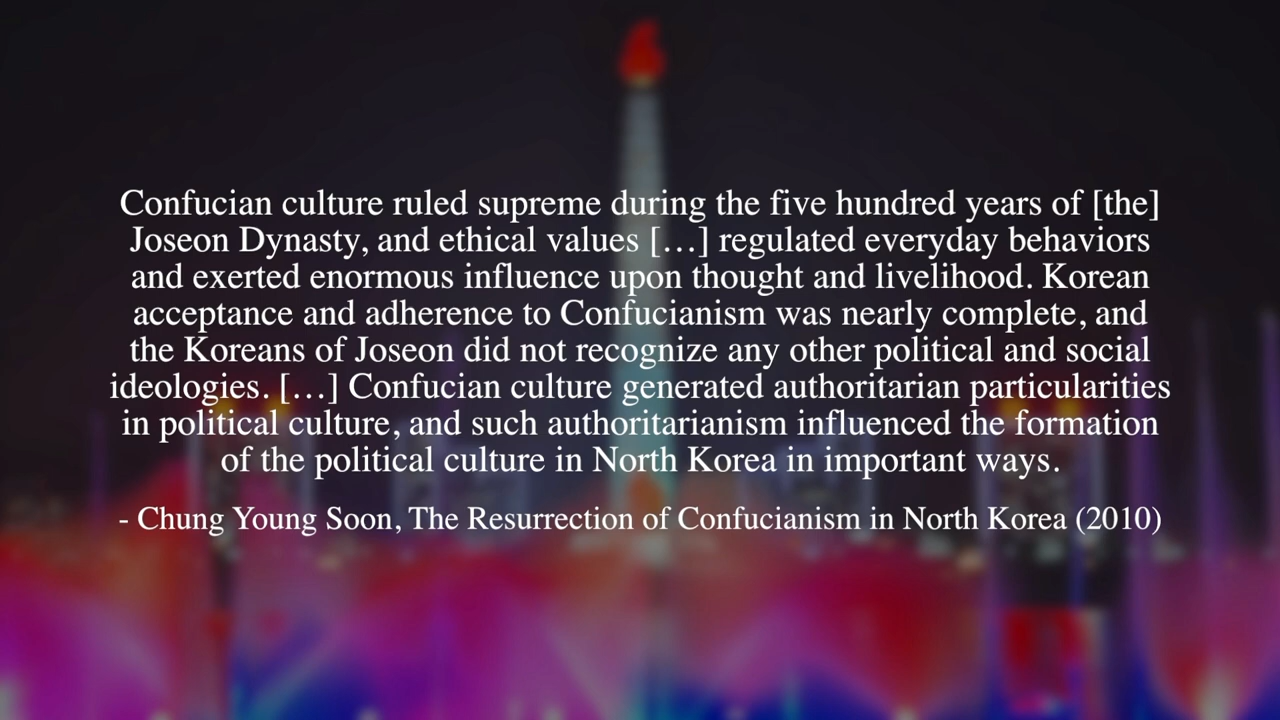 Confucian culture ruled supreme during the five hundred years of [the]
Joseon Dynasty, and ethical values […] regulated everyday behaviors
and exerted enormous influence upon thought and livelihood. Korean
acceptance and adherence to Confucianism was nearly complete, and
the Koreans of Joseon did not recognize any other political and social
ideologies. […] Confucian culture generated authoritarian particularities
in political culture, and such authoritarianism influenced the formation
of the political culture in North Korea in important ways.
- Chung Young Soon, The Resurrection of Confucianism in North Korea (2010)